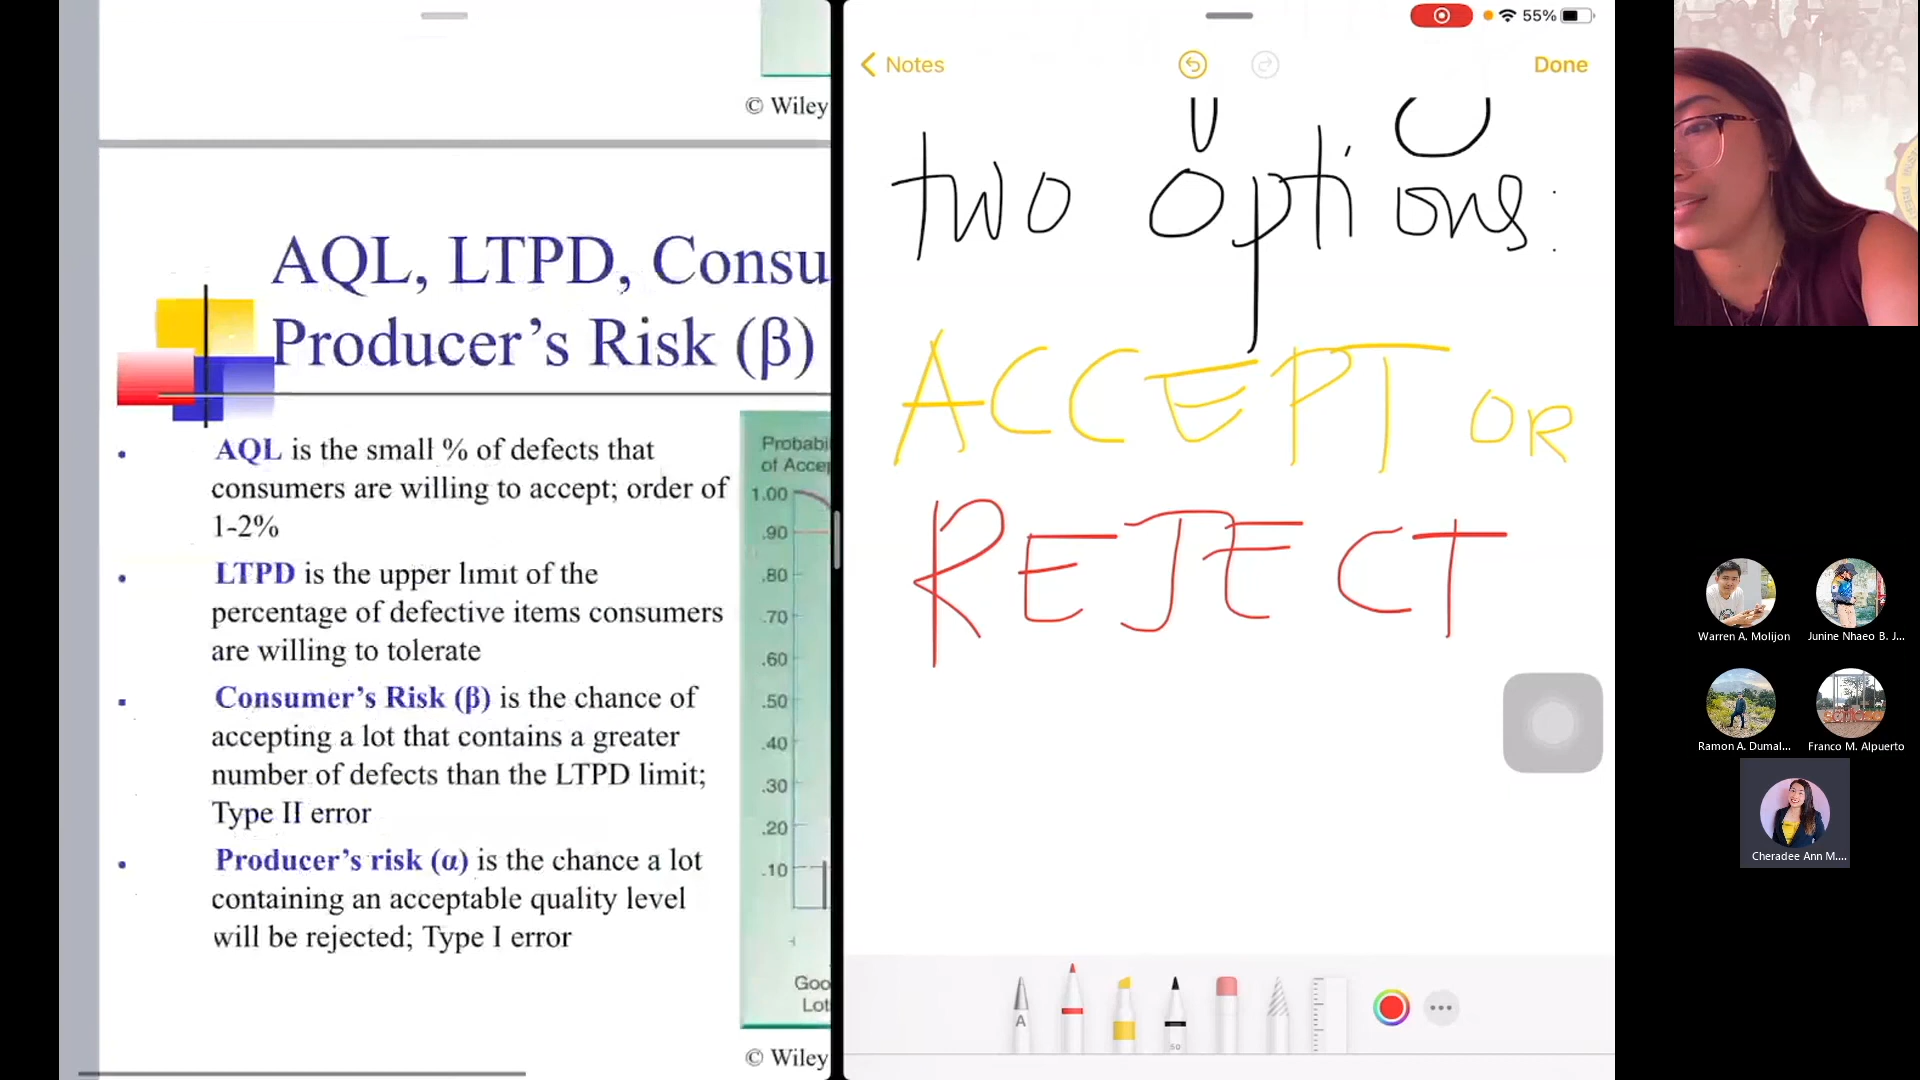 © Wiley
AQL, LTPD, Consu
Producer’s Risk (β)
AQL is the small % of defects that
consumers are willing to accept; order of
1-2%
LTPD is the upper limit of the
percentage of defective items consumers
are willing to tolerate
Consumer’s Risk (β) is the chance of
accepting a lot that contains a greater
number of defects than the LTPD limit;
Type II error
Producer’s risk (α) is the chance a lot
containing an acceptable quality level
will be rejected; Type I error
Probabi
of Accep
1.00
.90
.80
.70
.60
.50
.40
.30
.20
.10
Goo
Lot
© Wiley
55%
Notes
Done
two options:
ACCEPT OR
REJECT
A
50
Warren A. Molijon
Junine Nhaeo B. J...
Ramon A. Dumal...
Franco M. Alpuerto
Cheradee Ann M....